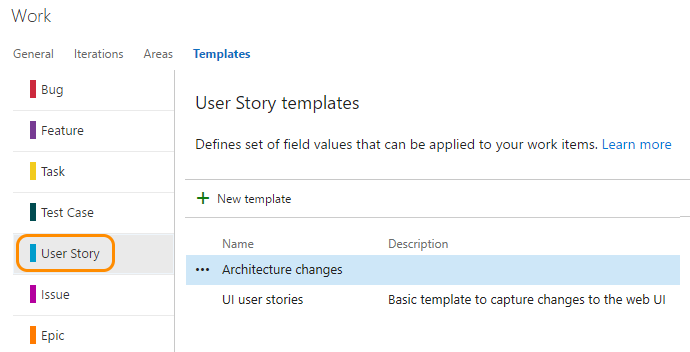 Work
General Iterations Areas Templates
Bug
Feature
Task
Test Case
User Story
Issue
Epic
User Story templates
Defines set of field values that can be applied to your work items. Learn more
+ New template
Name Description
... Architecture changes
UI user stories Basic template to capture changes to the web UI